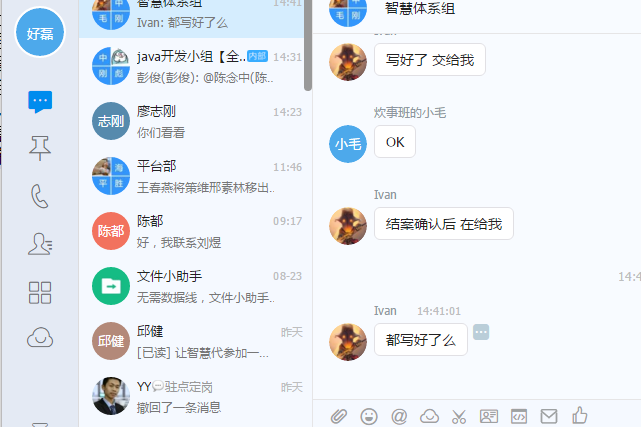 好磊
智慧体系组
14:41
中
毛 刚
Ivan: 都写好了么
java开发小组【全...
内部
14:31
中
刚 彪
彭俊(彭俊): @陈念中(陈..
志刚
廖志刚
14:23
你们看看
平台部
11:46
海
平 胜
王春燕将策维邢素林移出..
陈都
陈都
09:17
好，我联系刘煜
文件小助手
08-23
无需数据线，文件小助手..
邱健
邱健
昨天
[已读] 让智慧代参加一...
YY
驻点定岗
昨天
撤回了一条消息
中
毛 刚
智慧体系组
写好了 交给我
炊事班的小毛
小毛
OK
Ivan
结案确认后 在给我
Ivan
14:41:01
都写好了么